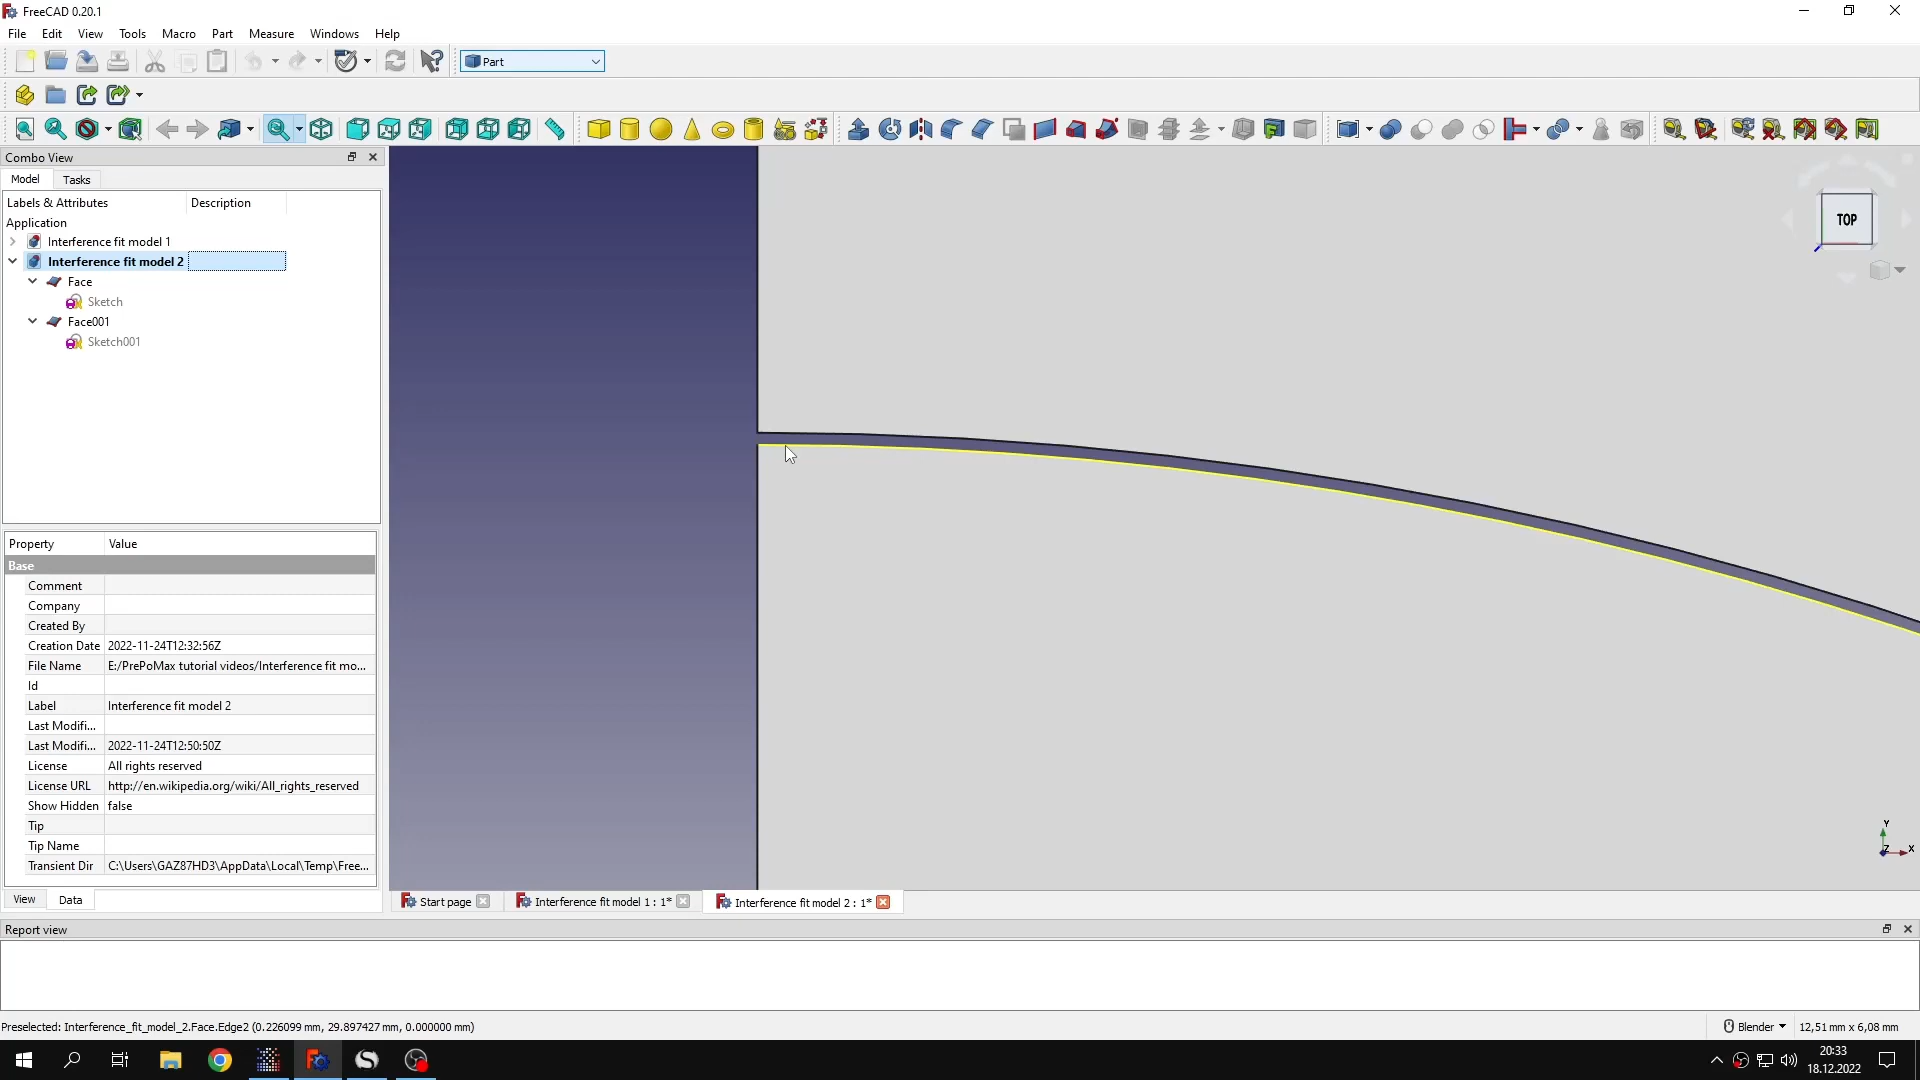 FreeCAD 0.20.1
File Edit View Tools Macro Part Measure Windows Help
Part
Combo View
Model Tasks
Labels & Attributes Description
Application
Interference fit model 1
Interference fit model 2
Face
Sketch
Face001
Sketch001
TOP
Property Value
Base
Comment
Company
Created By
Creation Date 2022-11-24T12:32:56Z
File Name E:/PrePoMax tutorial videos/Interference fit mo...
Id
Label Interference fit model 2
Last Modifi...
Last Modifi... 2022-11-24T12:50:50Z
License All rights reserved
License URL http://en.wikipedia.org/wiki/All_rights_reserved
Show Hidden false
Tip
Tip Name
Transient Dir C:\Users\GAZ87HD3\AppData\Local\Temp\Free...
Y
Z X
View Data
Start page Interference fit model 1 : 1* Interference fit model 2 : 1*
Report view
Preselected: Interference_fit_model_2.Face.Edge2 (0.226099 mm, 29.897427 mm, 0.000000 mm)
Blender 12,51 mm x 6,08 mm
20:33
18.12.2022